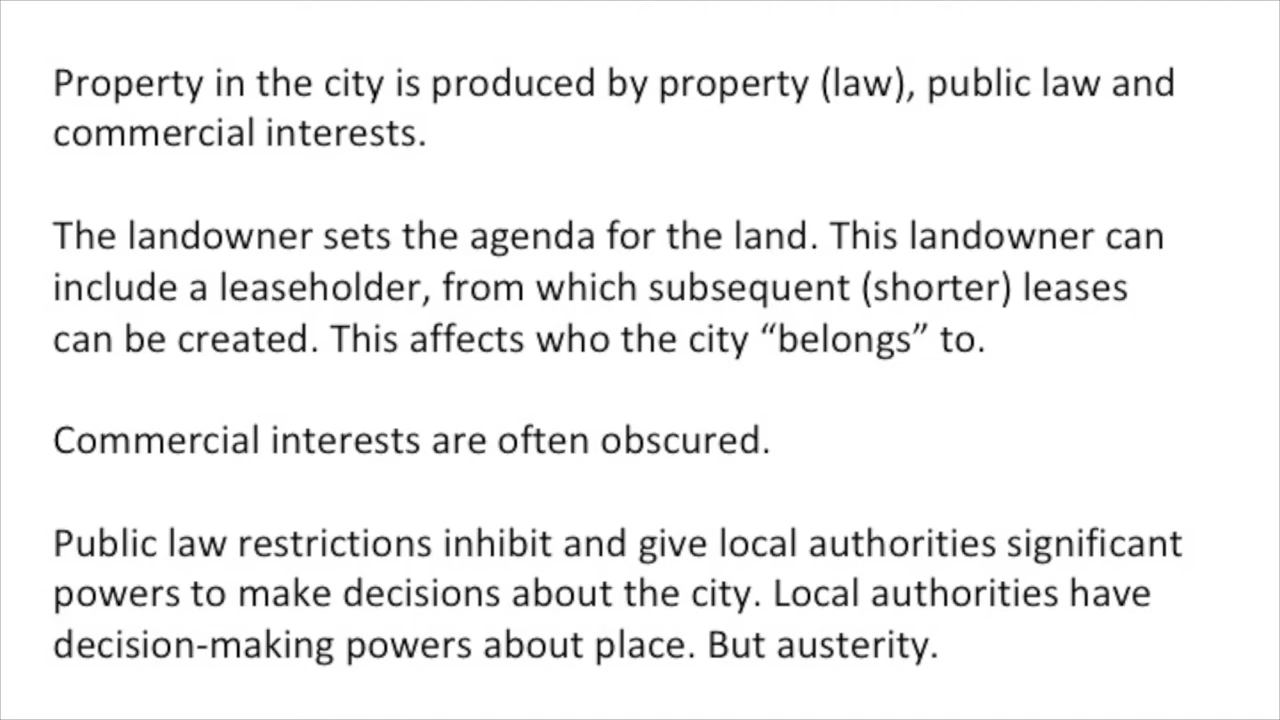 Property in the city is produced by property (law), public law and
commercial interests.
The landowner sets the agenda for the land. This landowner can
include a leaseholder, from which subsequent (shorter) leases
can be created. This affects who the city “belongs” to.
Commercial interests are often obscured.
Public law restrictions inhibit and give local authorities significant
powers to make decisions about the city. Local authorities have
decision-making powers about place. But austerity.